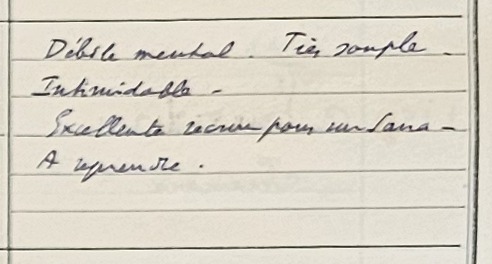 Débile mental. Très souple -
Intimidable -
Excellente recrue pour un Sana -
A reprendre.